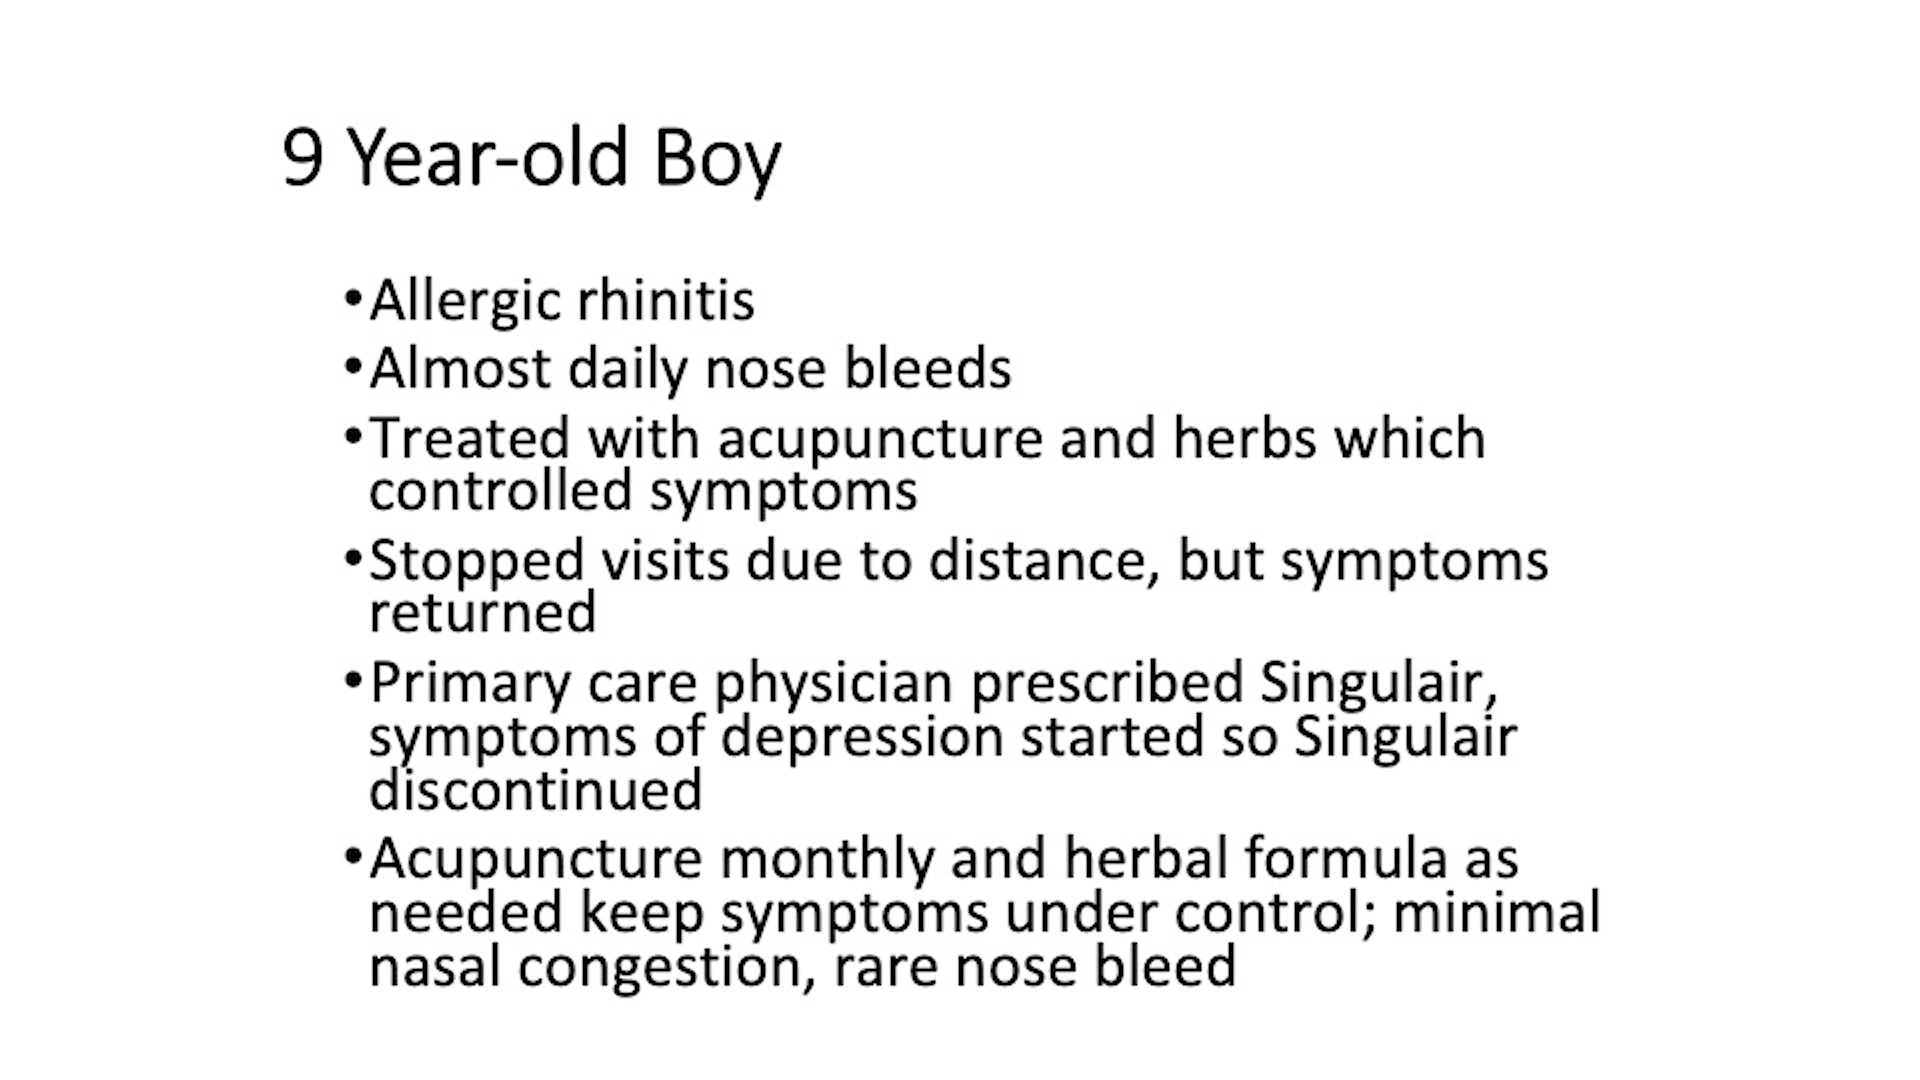 9 Year-old Boy
•Allergic rhinitis
•Almost daily nose bleeds
•Treated with acupuncture and herbs which
controlled symptoms
•Stopped visits due to distance, but symptoms
returned
•Primary care physician prescribed Singulair,
symptoms of depression started so Singulair
discontinued
•Acupuncture monthly and herbal formula as
needed keep symptoms under control; minimal
nasal congestion, rare nose bleed